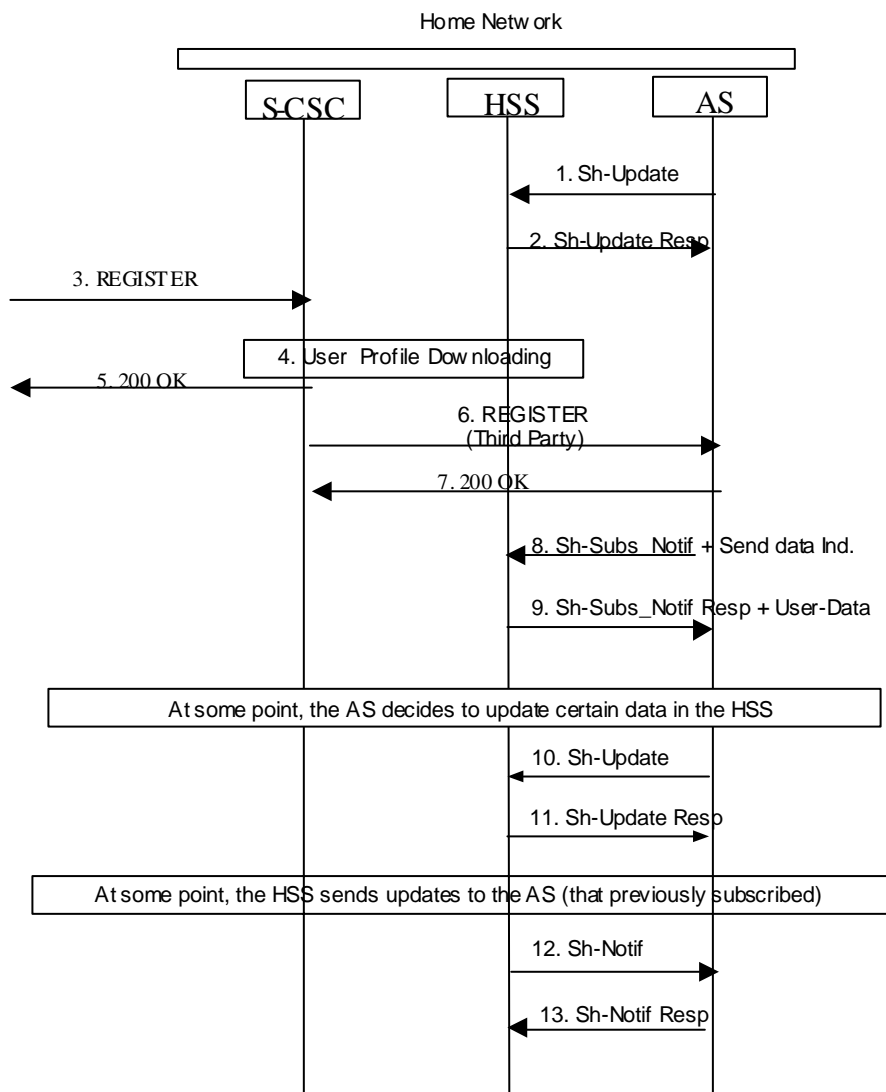 Home Network
S-CSC
HSS
AS
1. Sh-Update
2. Sh-Update Resp
3. REGISTER
4. User Profile Downloading
5. 200 OK
6. REGISTER
(Third Party)
7. 200 OK
8. Sh-Subs_Notif + Send data Ind.
9. Sh-Subs_Notif Resp + User-Data
At some point, the AS decides to update certain data in the HSS
10. Sh-Update
11. Sh-Update Resp
At some point, the HSS sends updates to the AS (that previously subscribed)
12. Sh-Notif
13. Sh-Notif Resp